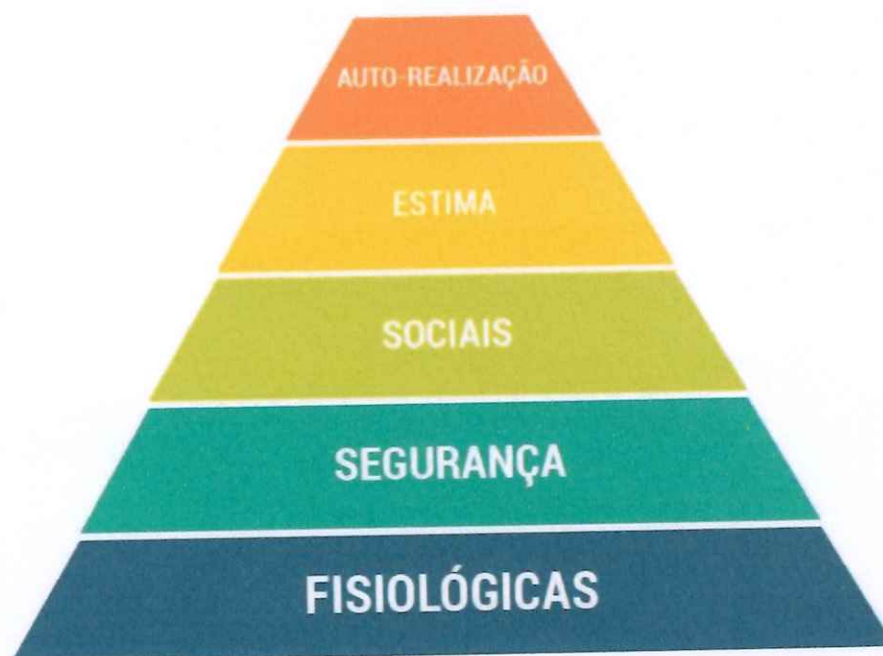 AUTO-REALIZAÇÃO
ESTIMA
SOCIAIS
SEGURANÇA
FISIOLÓGICAS